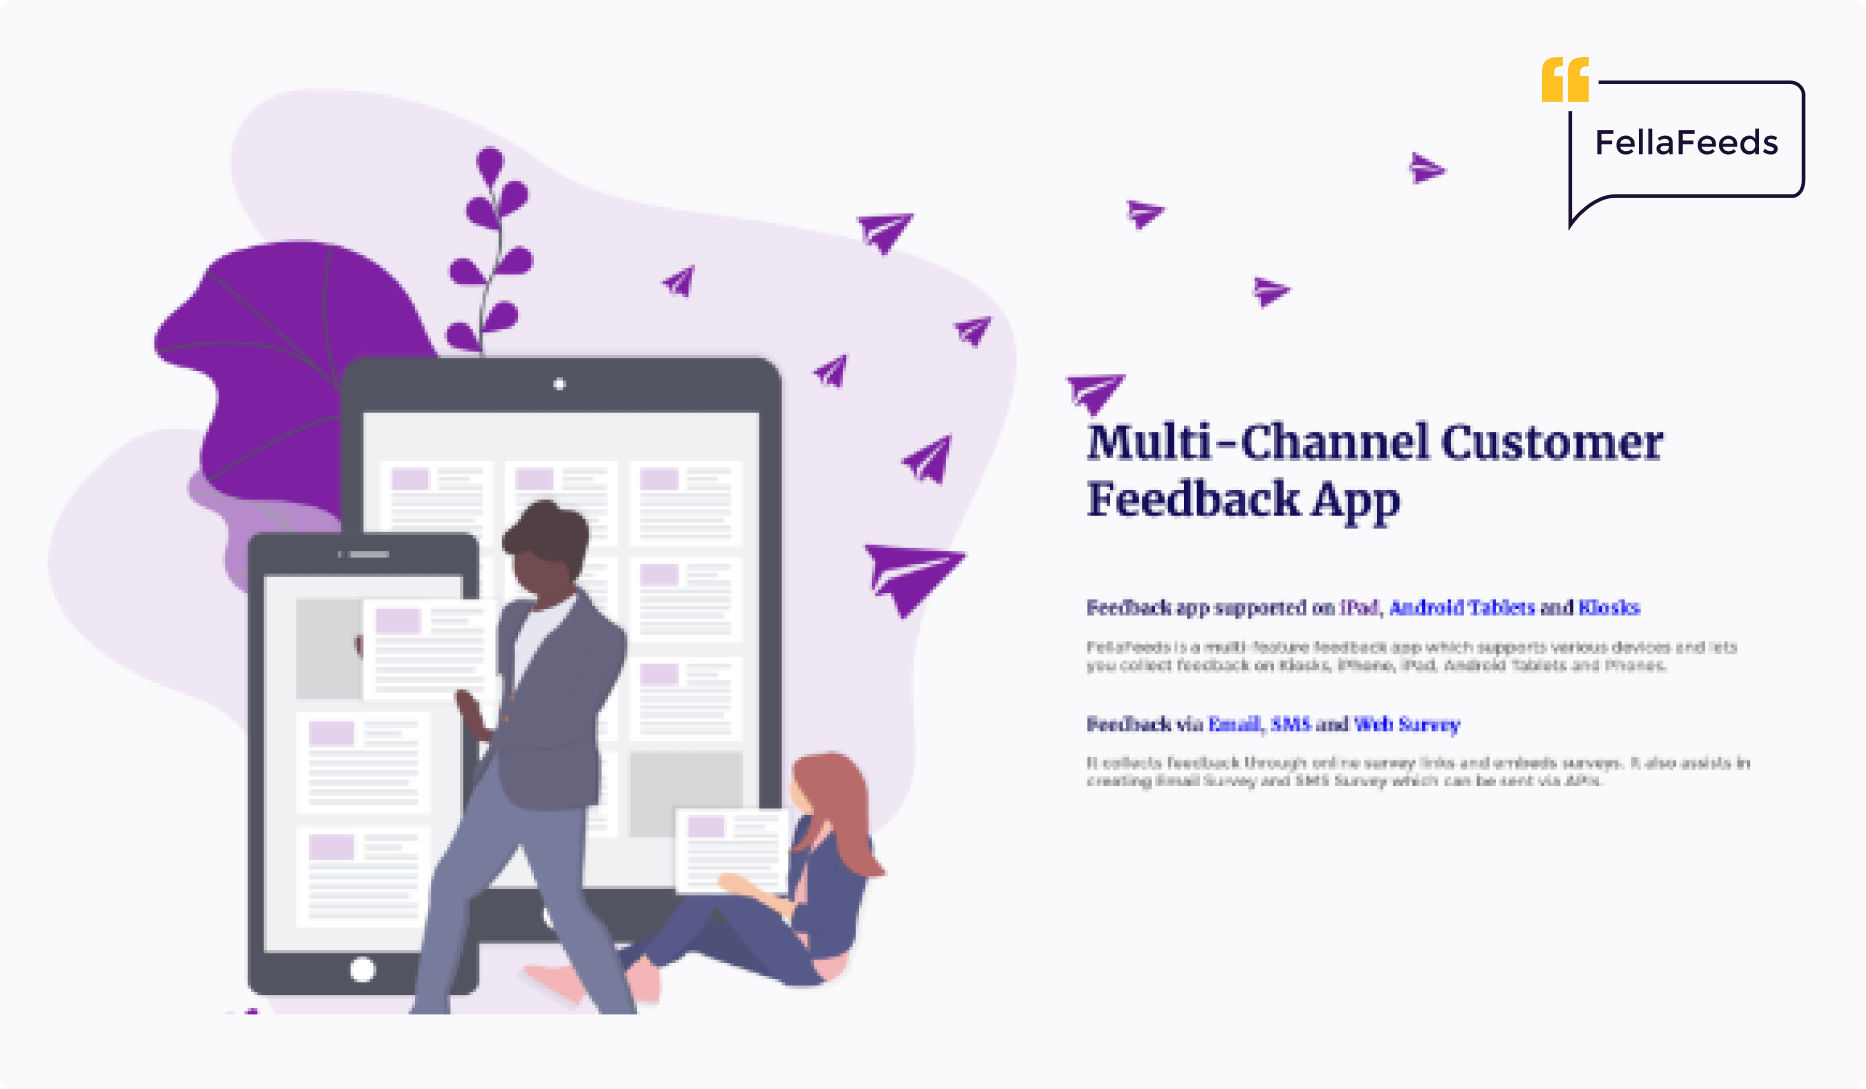 FellaFeeds
Multi-Channel Customer
Feedback App
Feedback app supported on iPad, Android Tablets and Kiosks
FellaFeeds is a multi-feature feedback app which supports various devices and lets
you collect feedback on Kiosks, iPhone, iPad, Android Tablets and Phones.
Feedback via Email, SMS and Web Survey
It collects feedback through online survey links and embeds surveys. It also assists in
creating Email Survey and SMS Survey which can be sent via APIs.